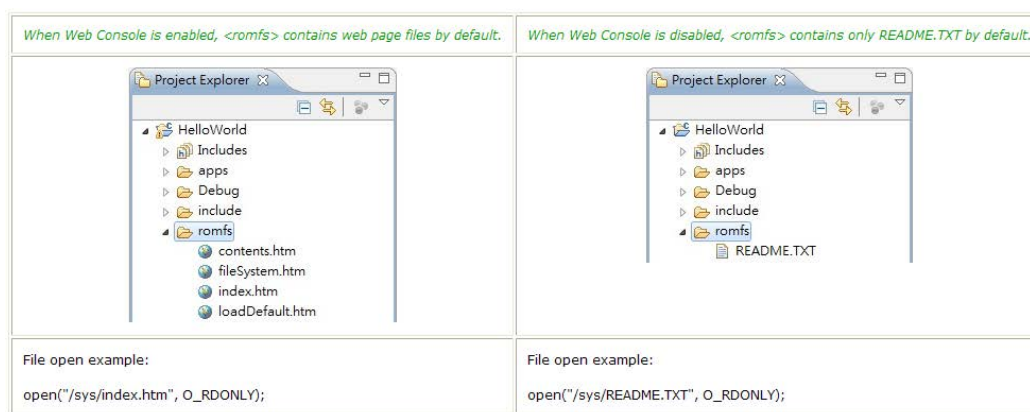 When Web Console is enabled, <romfs> contains web page files by default.
Project Explorer
HelloWorld
Includes
apps
Debug
include
romfs
contents.htm
fileSystem.htm
index.htm
loadDefault.htm
File open example:
open("/sys/index.htm", O_RDONLY);
When Web Console is disabled, <romfs> contains only README.TXT by default.
Project Explorer
HelloWorld
Includes
apps
Debug
include
romfs
README.TXT
File open example:
open("/sys/README.TXT", O_RDONLY);